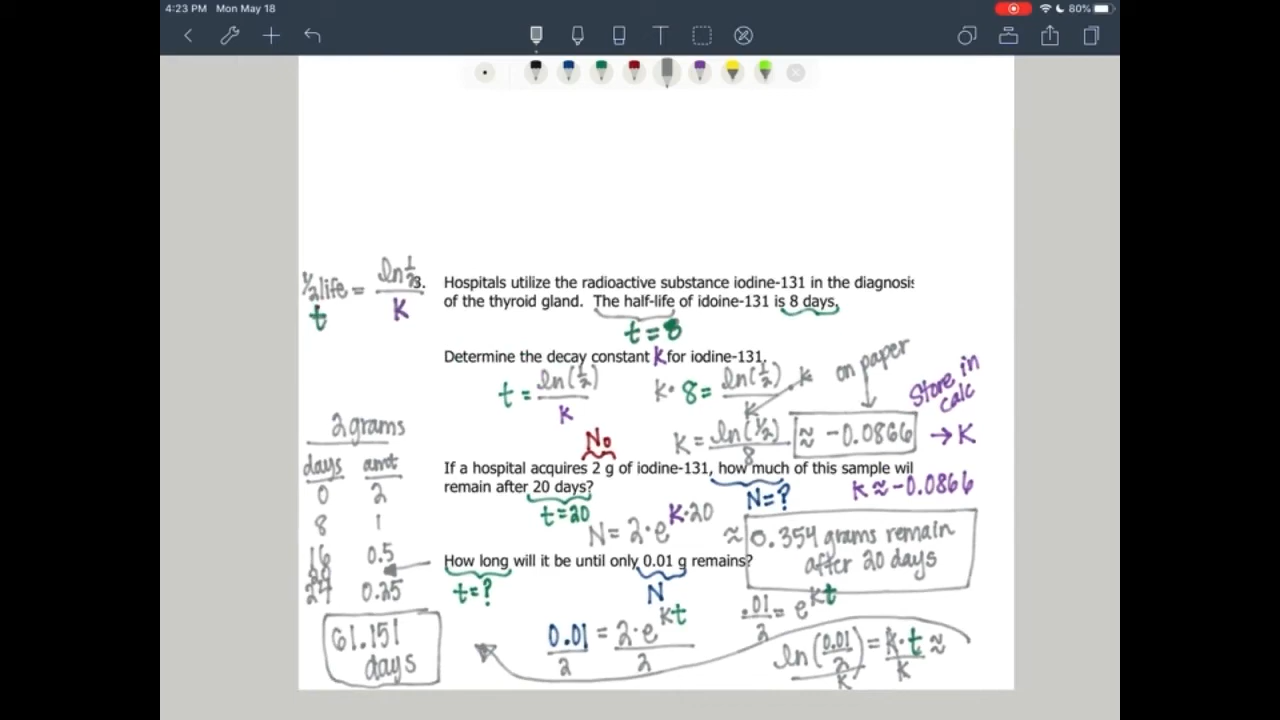 4:23 PM Mon May 18
80%
1/2 life = ln 1/2 / K
t
3. Hospitals utilize the radioactive substance iodine-131 in the diagnosis
of the thyroid gland. The half-life of idoine-131 is 8 days.
t = 8
Determine the decay constant K for iodine-131.
t = ln(1/2) / K
K · 8 = ln(1/2) / K · K
on paper
K = ln(1/2) / 8 ≈ -0.0866
Store in
calc
→ K
No
If a hospital acquires 2 g of iodine-131, how much of this sample wil
remain after 20 days?
K ≈ -0.0866
t=20
N=?
N = 2·e^K·20 ≈ 0.354 grams remain
after 20 days
How long will it be until only 0.01 g remains?
t=?
N
0.01 / 2 = 2·e^kt / 2
.01 / 2 = e^kt
ln(0.01 / 2) / K = k·t / K ≈
2 grams
days amt
0 2
8 1
16 0.5
20
24 0.25
61.151
days